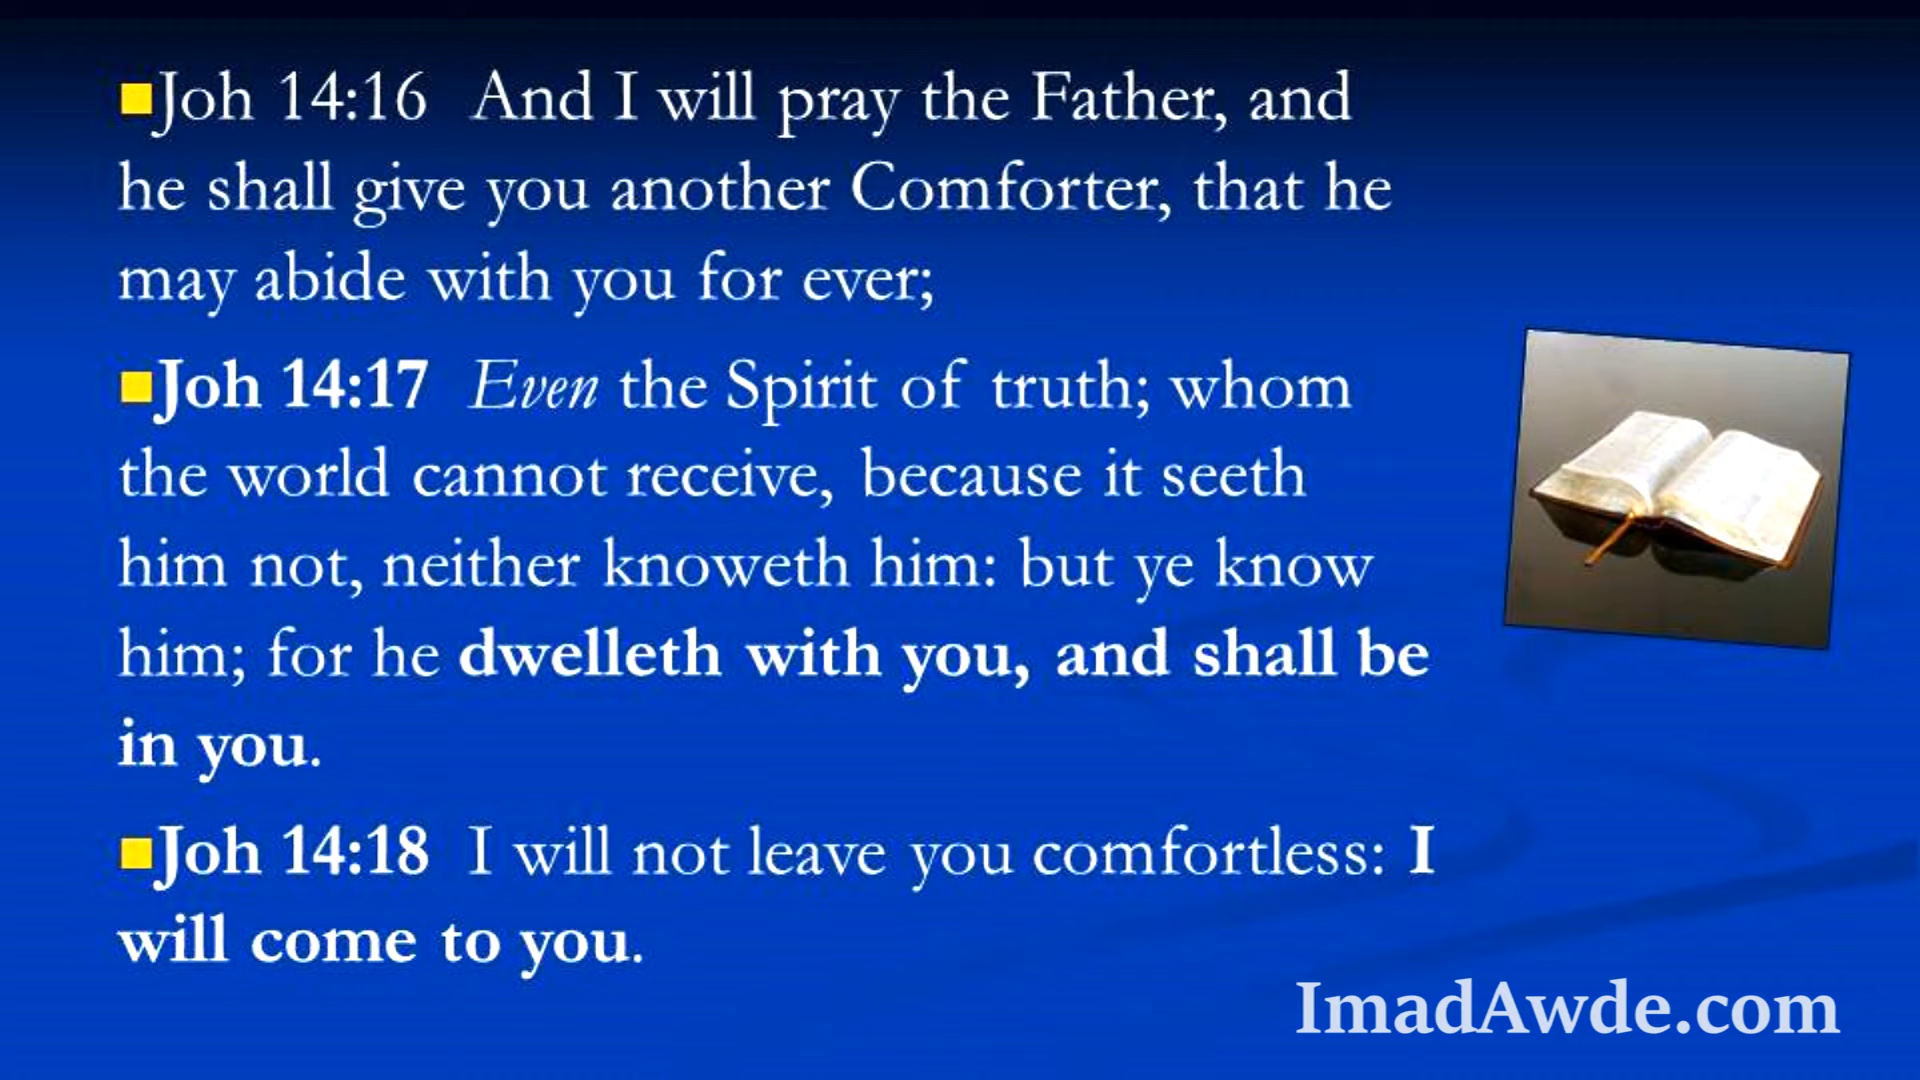 Joh 14:16 And I will pray the Father, and
he shall give you another Comforter, that he
may abide with you for ever;
Joh 14:17 Even the Spirit of truth; whom
the world cannot receive, because it seeth
him not, neither knoweth him: but ye know
him; for he dwelleth with you, and shall be
in you.
Joh 14:18 I will not leave you comfortless: I
will come to you.
ImadAwde.com